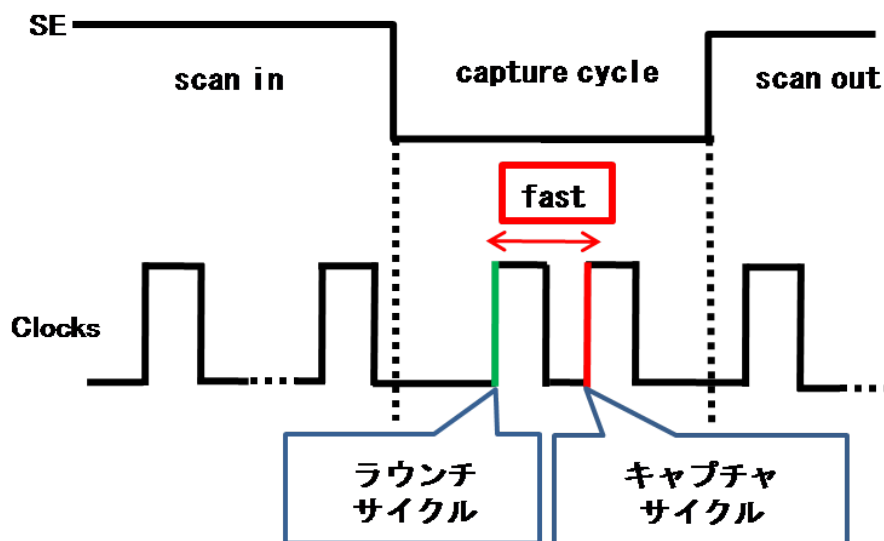 SE
scan in
capture cycle
scan out
fast
Clocks
ラウンチ
サイクル
キャプチャ
サイクル